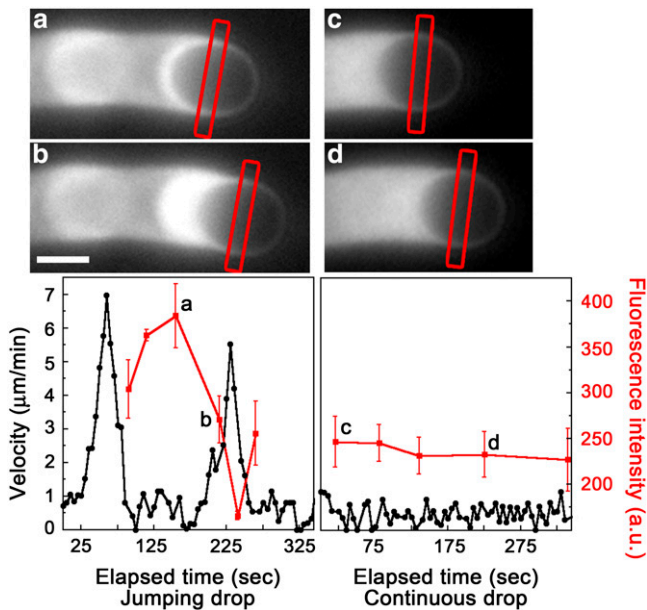 a
c
b
d
7
6
5
4
3
2
1
0
Velocity (µm/min)
a
b
c
d
400
350
300
250
200
Fluorescence intensity
(a.u.)
25 125 225 325
75 175 275
Elapsed time (sec)
Jumping drop
Elapsed time (sec)
Continuous drop